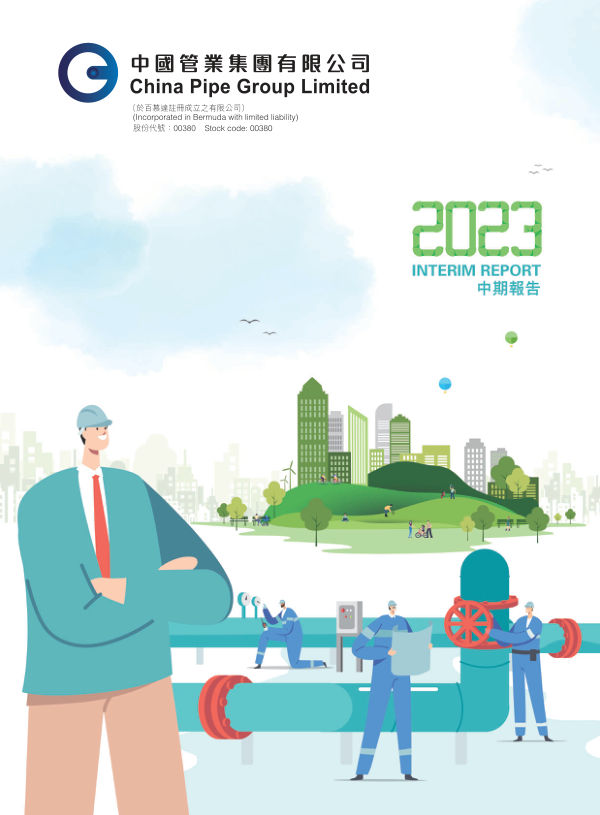 中國管業集團有限公司
China Pipe Group Limited
（於百慕達註冊成立之有限公司）
(Incorporated in Bermuda with limited liability)
股份代號：00380 Stock code: 00380
2023
INTERIM REPORT
中期報告